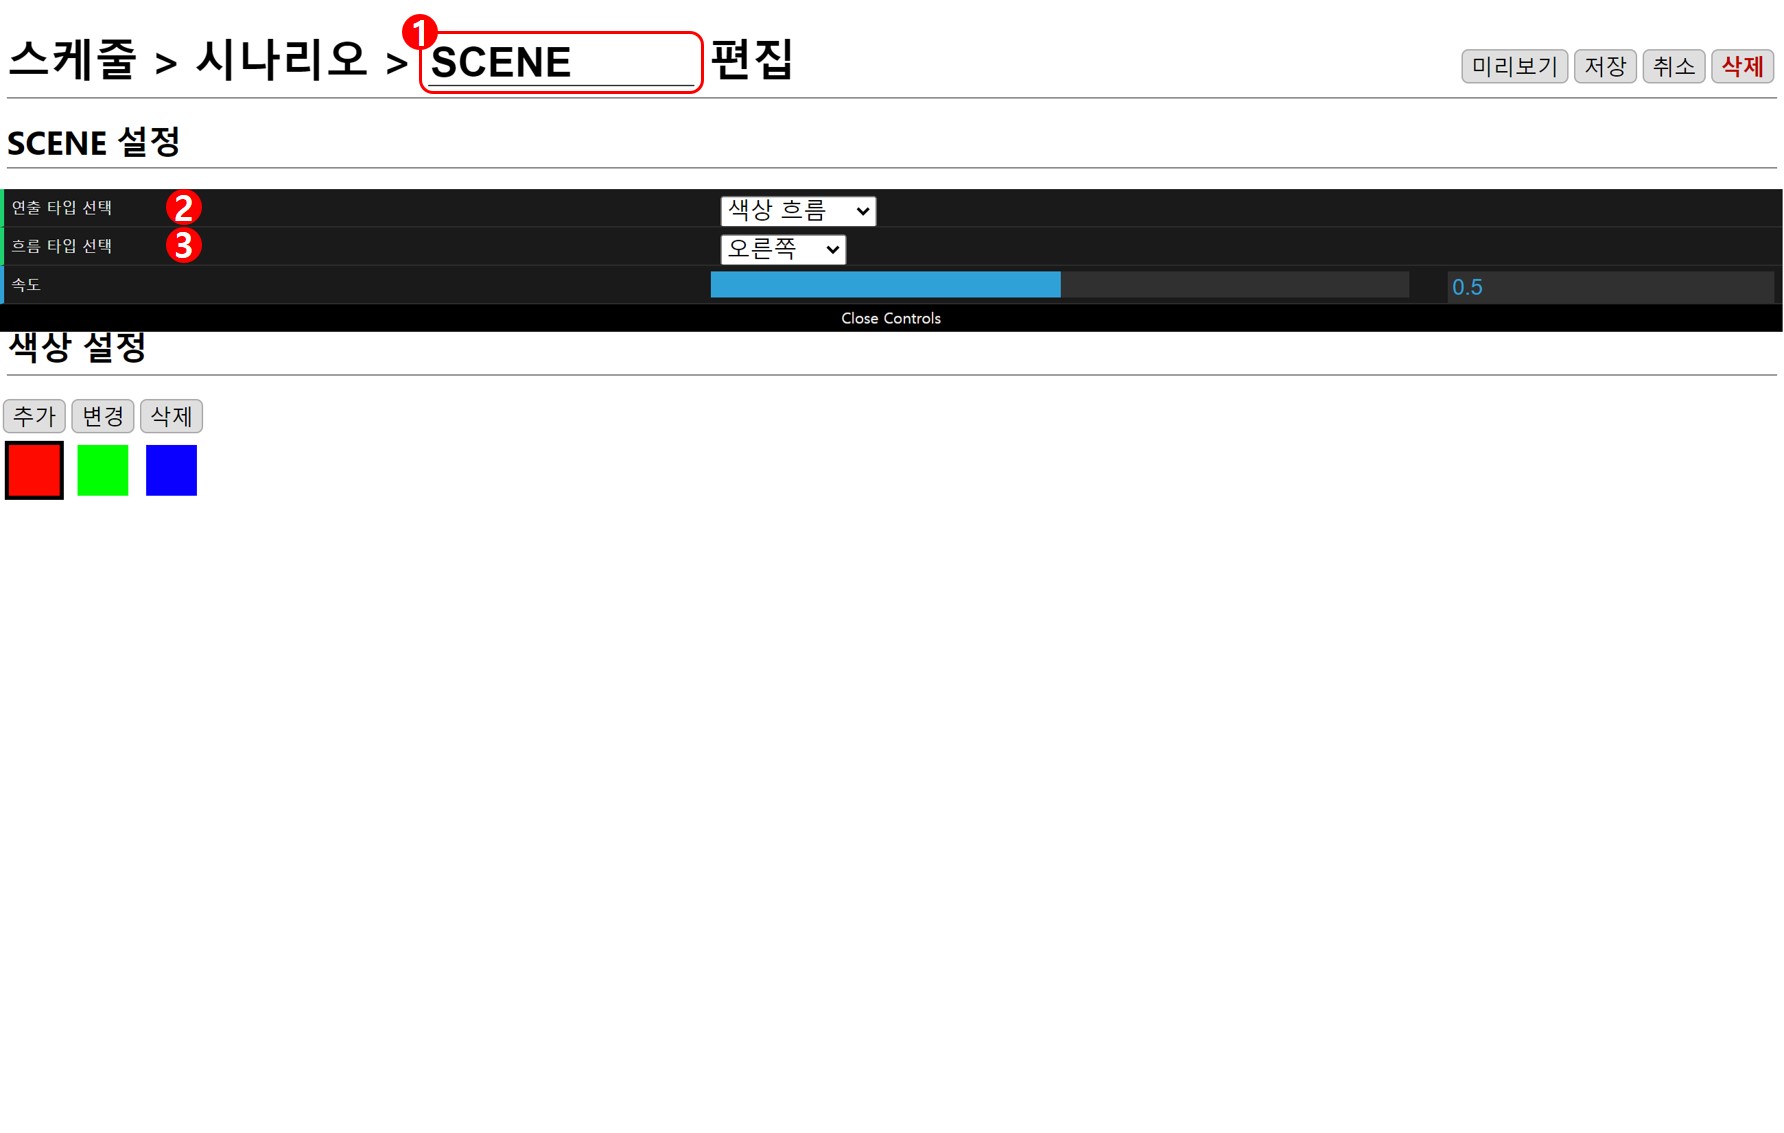 1
스케줄 > 시나리오 > SCENE 편집
미리보기 저장 취소 삭제
SCENE 설정
연출 타입 선택 2 색상 흐름
흐름 타입 선택 3 오른쪽
속도 0.5
Close Controls
색상 설정
추가 변경 삭제